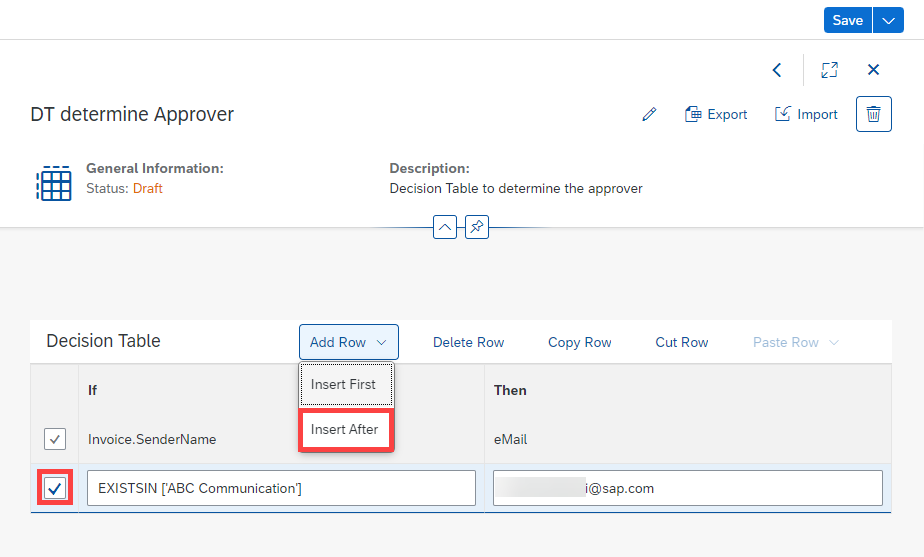 Save
DT determine Approver
Export
Import
General Information:
Status: Draft
Description:
Decision Table to determine the approver
Decision Table
Add Row
Delete Row
Copy Row
Cut Row
Paste Row
Insert First
Insert After
If
Then
Invoice.SenderName
eMail
EXISTSIN ['ABC Communication']
i@sap.com